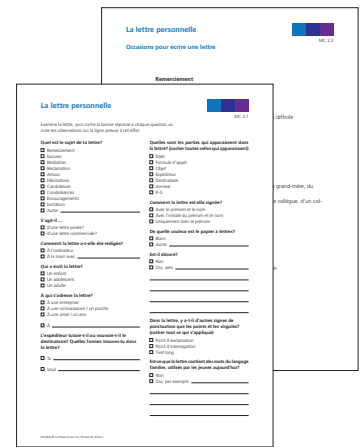 La lettre personnelle
MC 2.2
Occasions pour écrire une lettre
Remerciement
difficile
grand-mère, du
collègue, d'un col-
La lettre personnelle
MC 2.1
Examine la lettre, puis coche la bonne réponse à chaque question ou
note tes observations sur la ligne prévue à cet effet.
Quel est le sujet de ta lettre?
Remerciement
Excuses
Résiliation
Réclamation
Amour
Félicitations
Candidature
Condoléances
Encouragements
Invitation
Autre:
S'agit-il…
d'une lettre privée?
d'une lettre commerciale?
Comment la lettre a-t-elle été rédigée?
À l'ordinateur
À la main avec
Qui a écrit la lettre?
Un enfant
Un adolescent
Un adulte
À qui s'adresse la lettre?
À une entreprise
À une connaissance / un proche
À une amie / un ami
À
L'expéditeur tutoie-t-il ou vouvoie-t-il le
destinataire? Quelles formes trouves-tu dans
la lettre?
Tu
Vous
Quelles sont les parties qui apparaissent dans
la lettre? (cocher toutes celles qui apparaissent)
Date
Formule d'appel
Objet
Expéditeur
Destinataire
Annexe
P.-S.
Comment la lettre est-elle signée?
Avec le prénom et le nom
Avec l'initiale du prénom et le nom
Uniquement avec le prénom
De quelle couleur est le papier à lettres?
Blanc
Autre:
Est-il décoré?
Non
Oui, avec
Dans la lettre, y a-t-il d'autres signes de
ponctuation que les points et les virgules?
(cocher tout ce qui s'applique)
Point d'exclamation
Point d'interrogation
Tiret long
Est-ce que la lettre contient des mots du langage
familier, utilisés par les jeunes aujourd'hui?
Non
Oui, par exemple